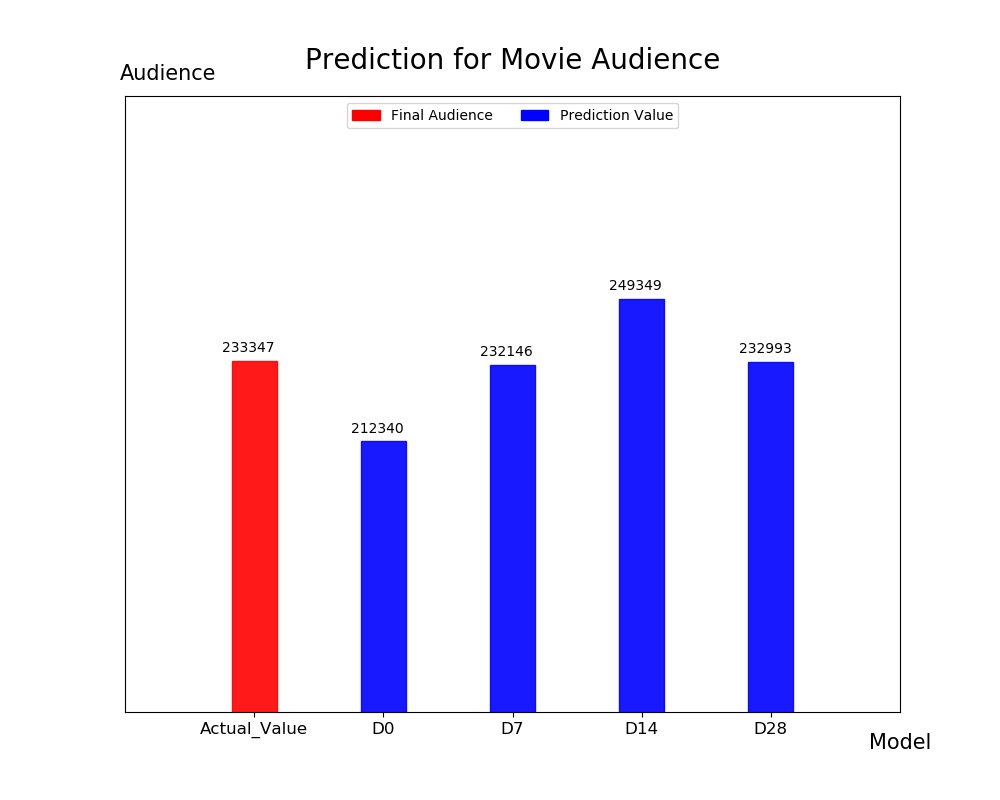 Prediction for Movie Audience
Audience
Final Audience Prediction Value
249349
233347
232146
232993
212340
Actual_Value D0 D7 D14 D28
Model